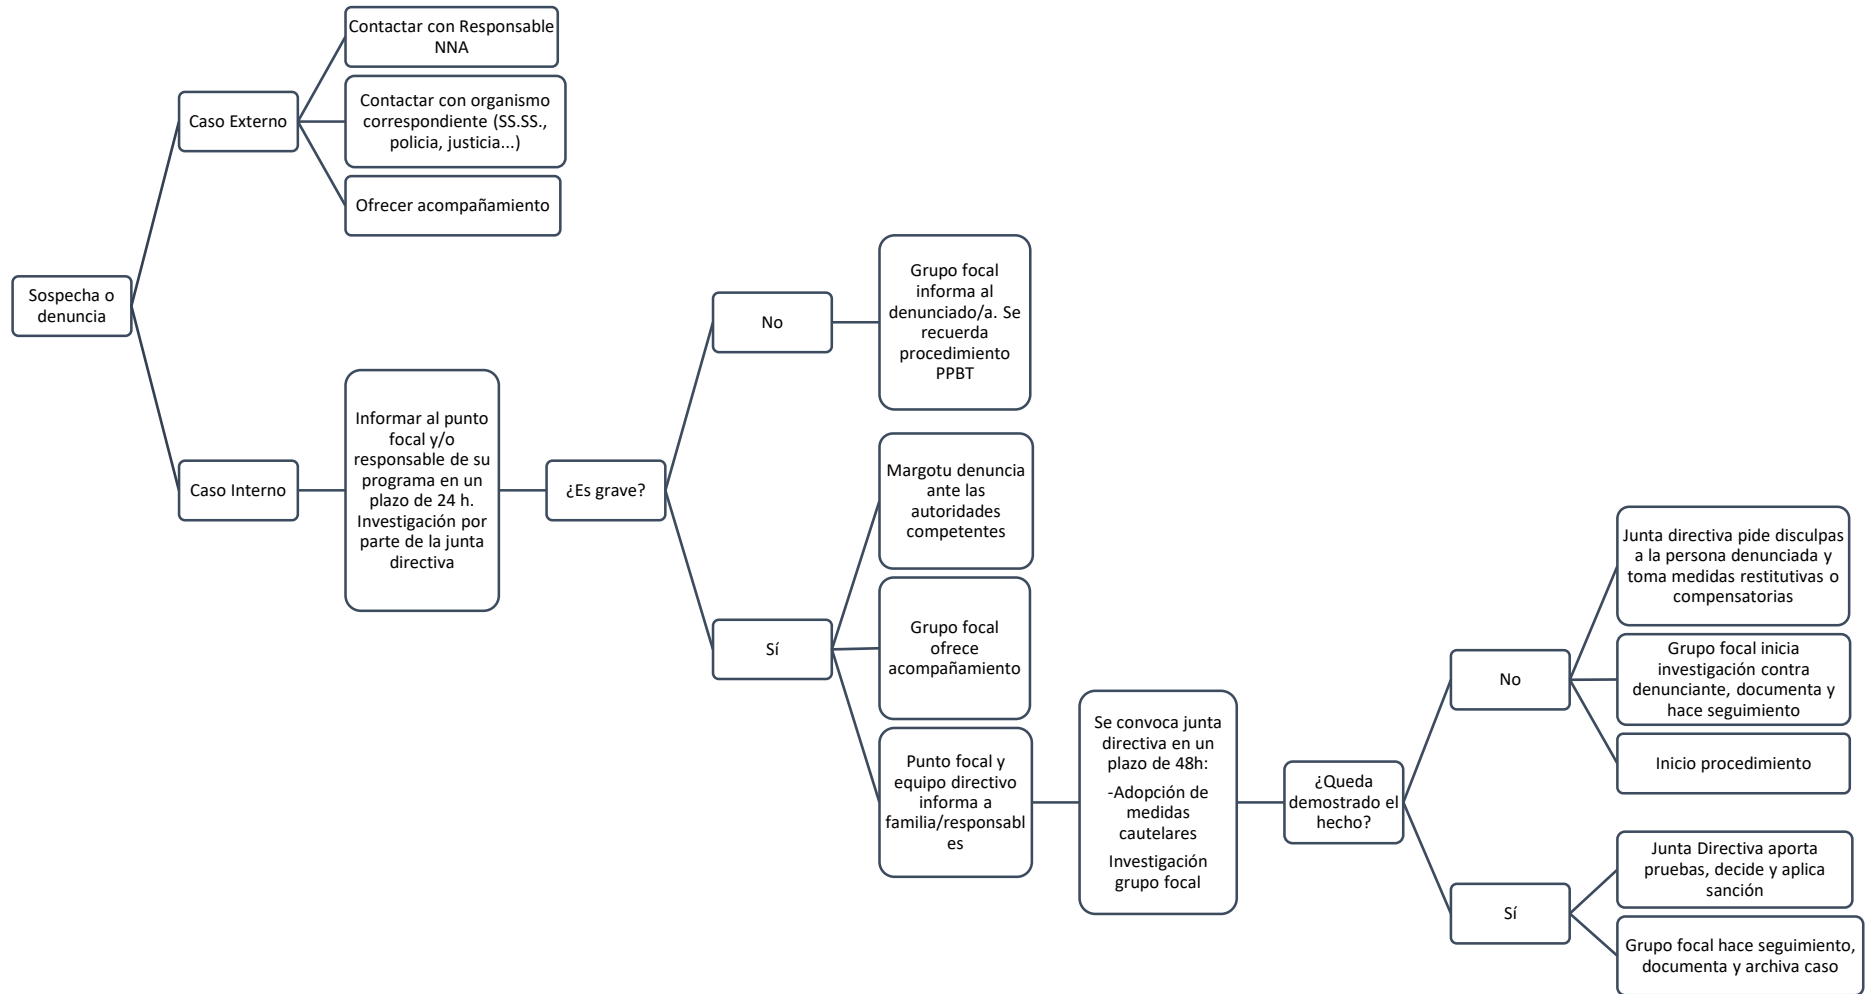 Contactar con Responsable
NNA
Contactar con organismo
correspondiente (SS.SS.,
policia, justicia...)
Ofrecer acompañamiento
Caso Externo
Sospecha o
denuncia
Caso Interno
Informar al punto
focal y/o
responsable de su
programa en un
plazo de 24 h.
Investigación por
parte de la junta
directiva
¿Es grave?
No
Grupo focal
informa al
denunciado/a. Se
recuerda
procedimiento
PPBT
Sí
Margotu denuncia
ante las
autoridades
competentes
Grupo focal
ofrece
acompañamiento
Punto focal y
equipo directivo
informa a
familia/responsabl
es
Se convoca junta
directiva en un
plazo de 48h:
-Adopción de
medidas
cautelares
Investigación
grupo focal
¿Queda
demostrado el
hecho?
No
Junta directiva pide disculpas
a la persona denunciada y
toma medidas restitutivas o
compensatorias
Grupo focal inicia
investigación contra
denunciante, documenta y
hace seguimiento
Inicio procedimiento
Sí
Junta Directiva aporta
pruebas, decide y aplica
sanción
Grupo focal hace seguimiento,
documenta y archiva caso